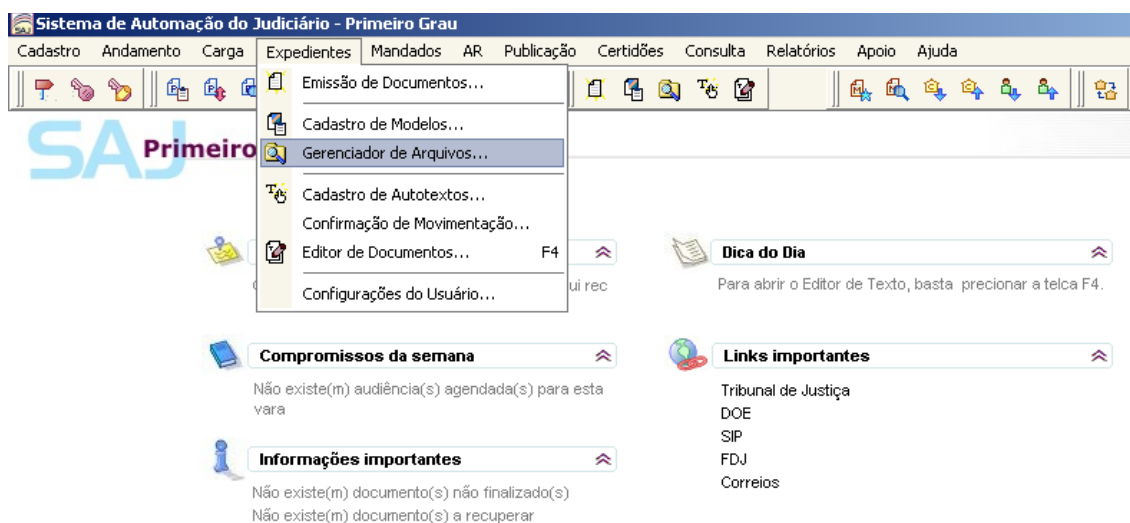 Sistema de Automação do Judiciário - Primeiro Grau
Cadastro Andamento Carga Expedientes Mandados AR Publicação Certidões Consulta Relatórios Apoio Ajuda
Emissão de Documentos...
Cadastro de Modelos...
Gerenciador de Arquivos...
Cadastro de Autotextos...
Confirmação de Movimentação...
Editor de Documentos... F4
Configurações do Usuário...
SAJ Primeiro
ui rec
Dica do Dia
Para abrir o Editor de Texto, basta precionar a telca F4.
Compromissos da semana
Não existe(m) audiência(s) agendada(s) para esta
vara
Links importantes
Tribunal de Justiça
DOE
SIP
FDJ
Correios
Informações importantes
Não existe(m) documento(s) não finalizado(s)
Não existe(m) documento(s) a recuperar